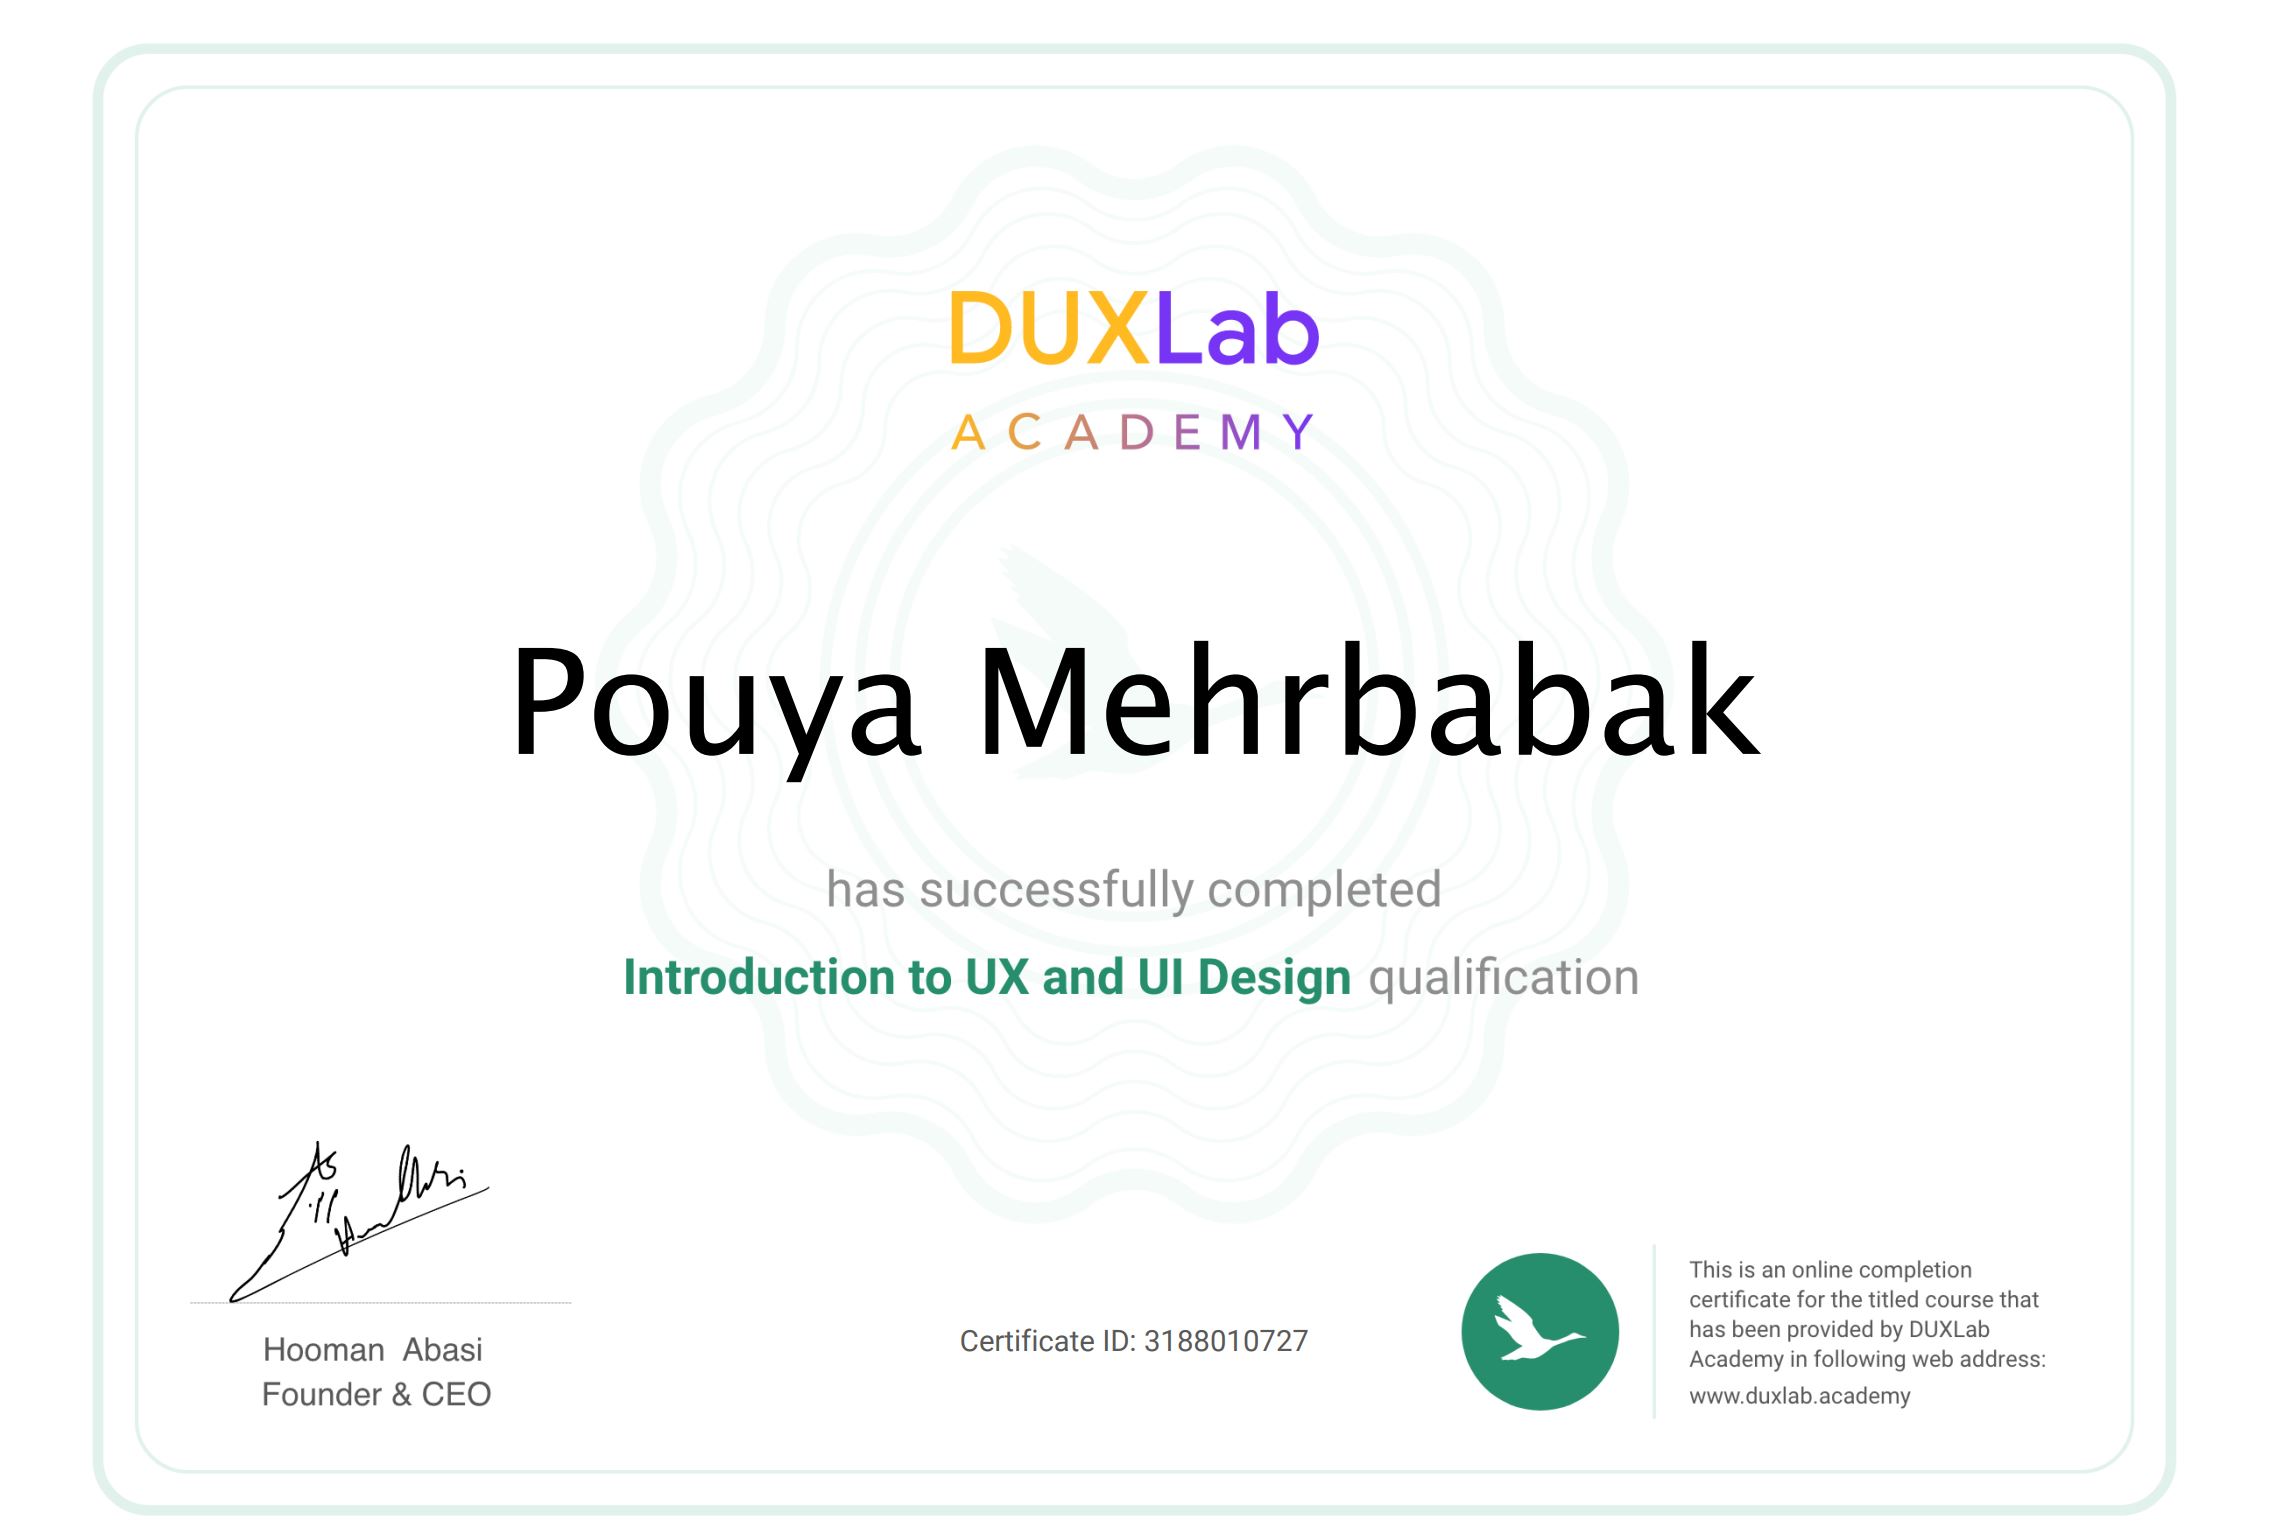 DUXLab
ACADEMY
Pouya Mehrbabak
has successfully completed
Introduction to UX and UI Design qualification
Hooman Abasi
Founder & CEO
Certificate ID: 3188010727
This is an online completion
certificate for the titled course that
has been provided by DUXLab
Academy in following web address:
www.duxlab.academy